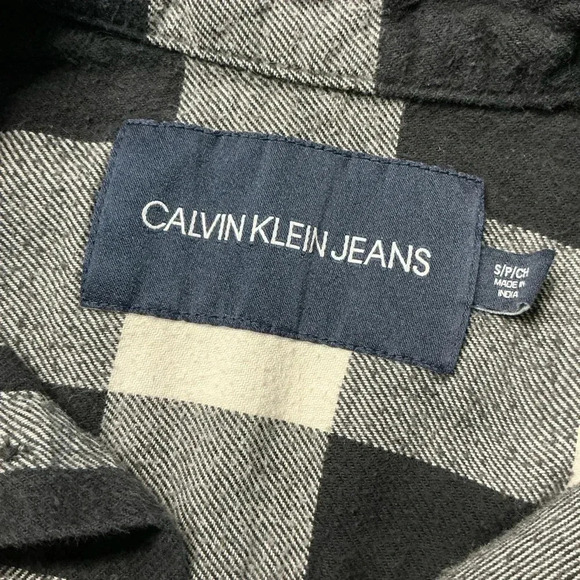 CALVIN KLEIN JEANS
S/P/CH
MADE IN
INDIA